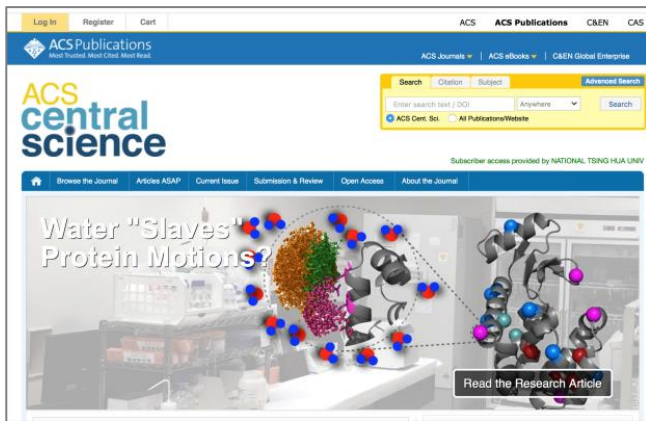 Log In Register Cart ACS ACS Publications C&EN CAS
ACS Publications
Most Trusted. Most Cited. Most Read.
ACS Journals ACS eBooks C&EN Global Enterprise
ACS
central
science
Search Citation Subject Advanced Search
Enter search text / DOI Anywhere Search
ACS Cent. Sci. All Publications/Website
Subscriber access provided by NATIONAL TSING HUA UNIV
Browse the Journal Articles ASAP Current Issue Submission & Review Open Access About the Journal
Water "Slaves"
Protein Motions?
Read the Research Article